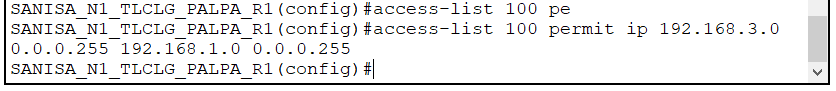 SANISA_N1_TLCLG_PALPA_R1(config)#access-list 100 pe
SANISA_N1_TLCLG_PALPA_R1(config)#access-list 100 permit ip 192.168.3.0
0.0.0.255 192.168.1.0 0.0.0.255
SANISA_N1_TLCLG_PALPA_R1(config)#